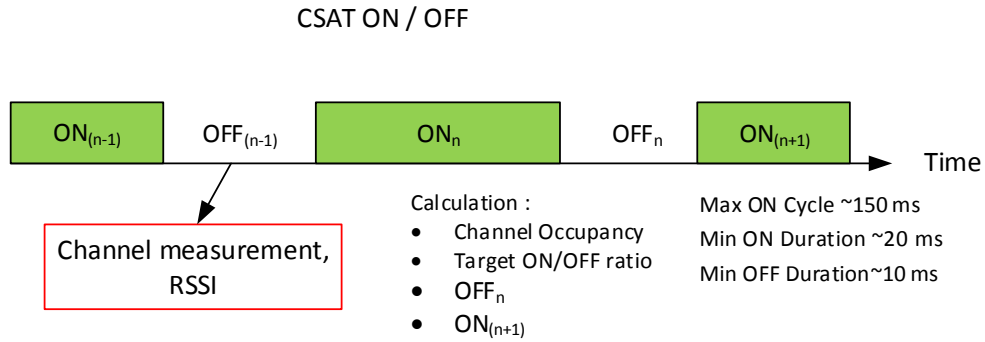 CSAT ON / OFF
ON(n-1)
OFF(n-1)
ONn
OFFn
ON(n+1)
Time
Channel measurement,
RSSI
Calculation :
• Channel Occupancy
• Target ON/OFF ratio
• OFFn
• ON(n+1)
Max ON Cycle ~150 ms
Min ON Duration ~20 ms
Min OFF Duration~10 ms